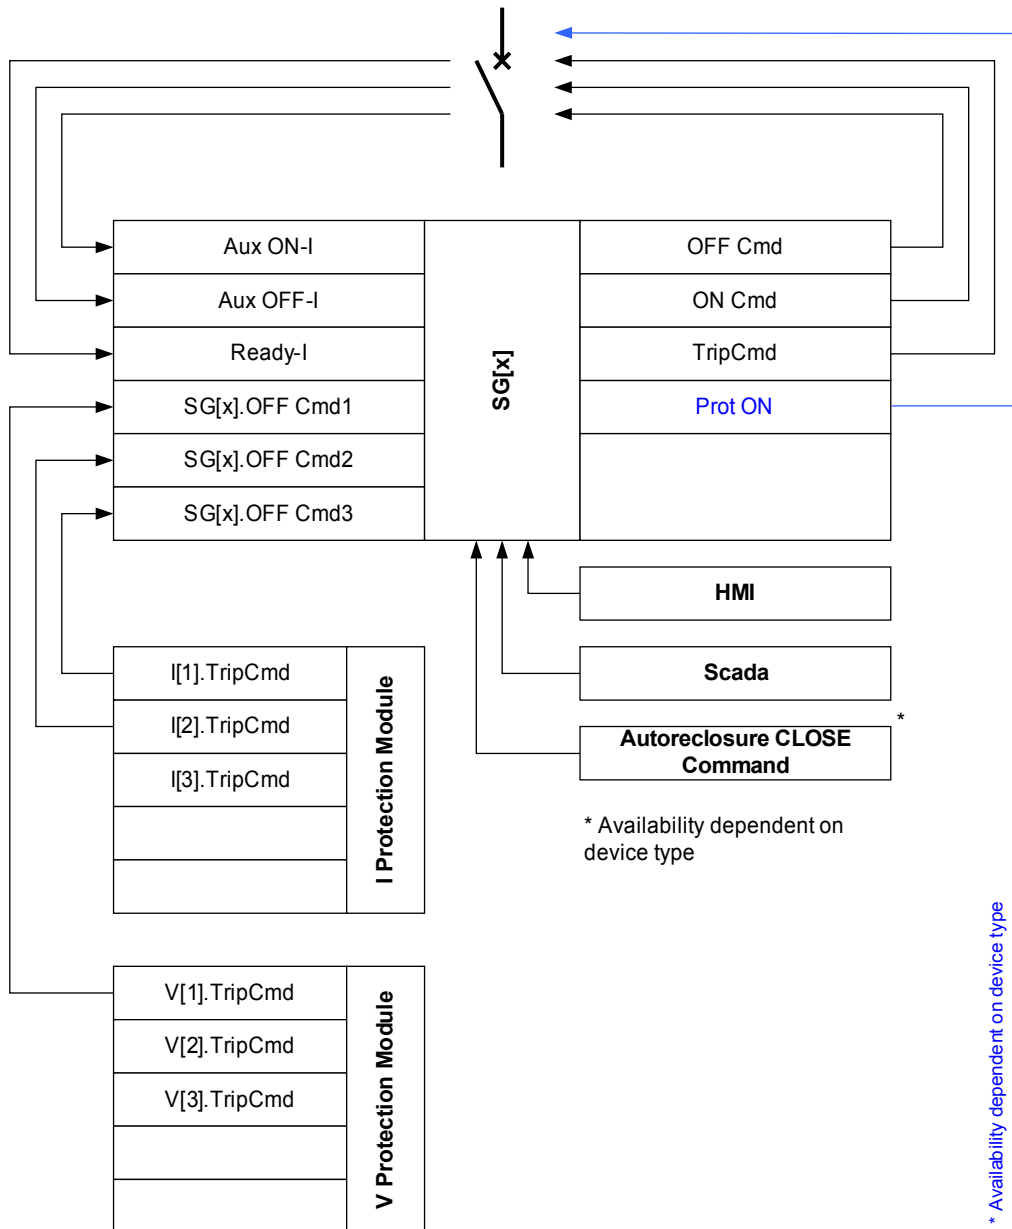 Aux ON-I
OFF Cmd
Aux OFF-I
ON Cmd
Ready-I
TripCmd
SG[x]
SG[x].OFF Cmd1
Prot ON
SG[x].OFF Cmd2
SG[x].OFF Cmd3
HMI
Scada
*
Autoreclosure CLOSE
Command
* Availability dependent on
device type
I[1].TripCmd
I[2].TripCmd
I[3].TripCmd
I Protection Module
V[1].TripCmd
V[2].TripCmd
V[3].TripCmd
V Protection Module
* Availability dependent on device type